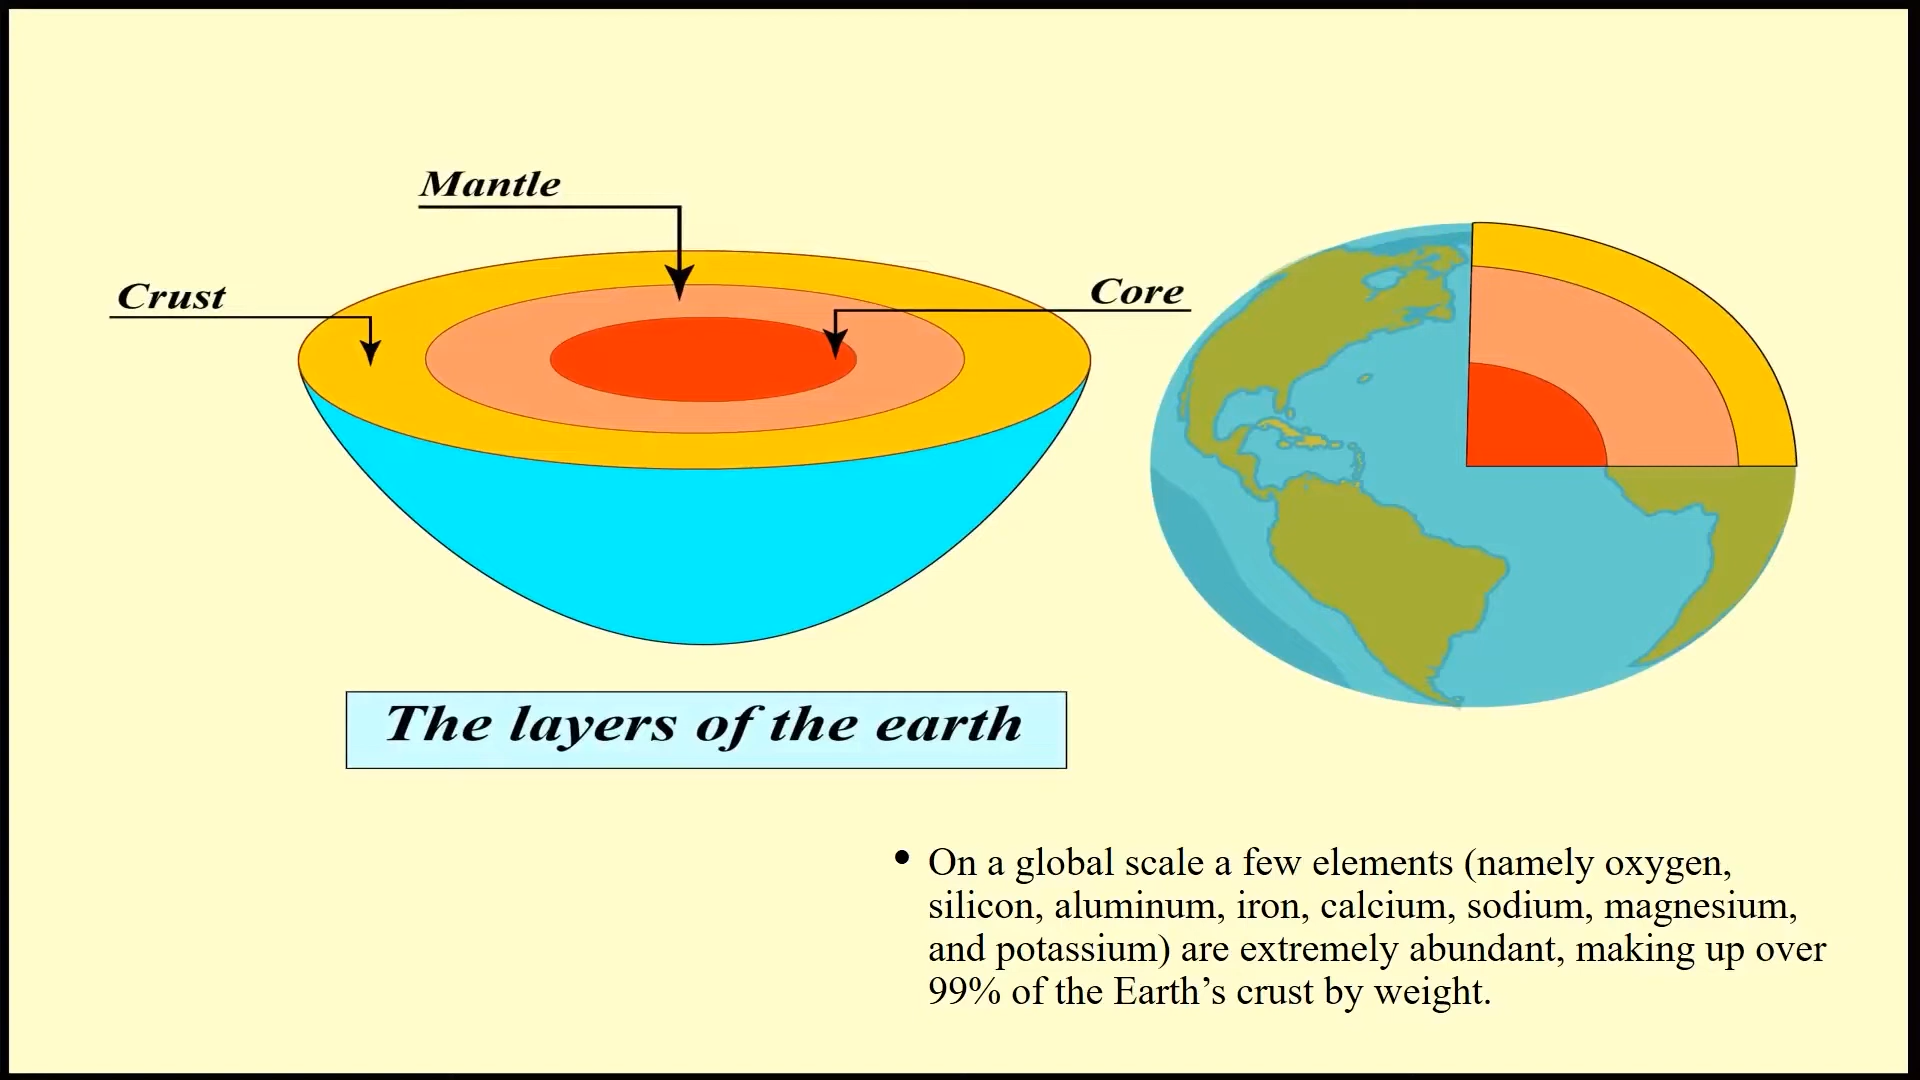 Mantle
Crust
Core
The layers of the earth
• On a global scale a few elements (namely oxygen,
silicon, aluminum, iron, calcium, sodium, magnesium,
and potassium) are extremely abundant, making up over
99% of the Earth’s crust by weight.